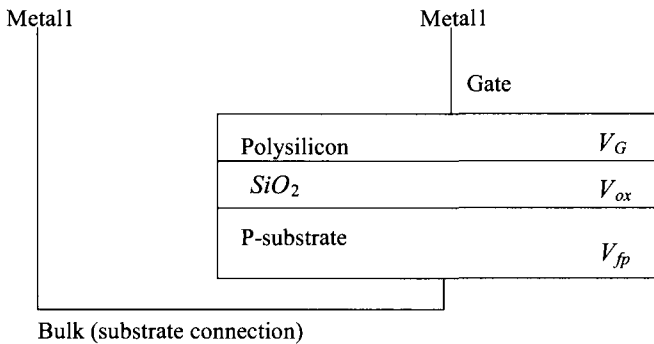 Metal1 Metal1
Gate
Polysilicon V_G
SiO_2 V_ox
P-substrate
V_fp
Bulk (substrate connection)